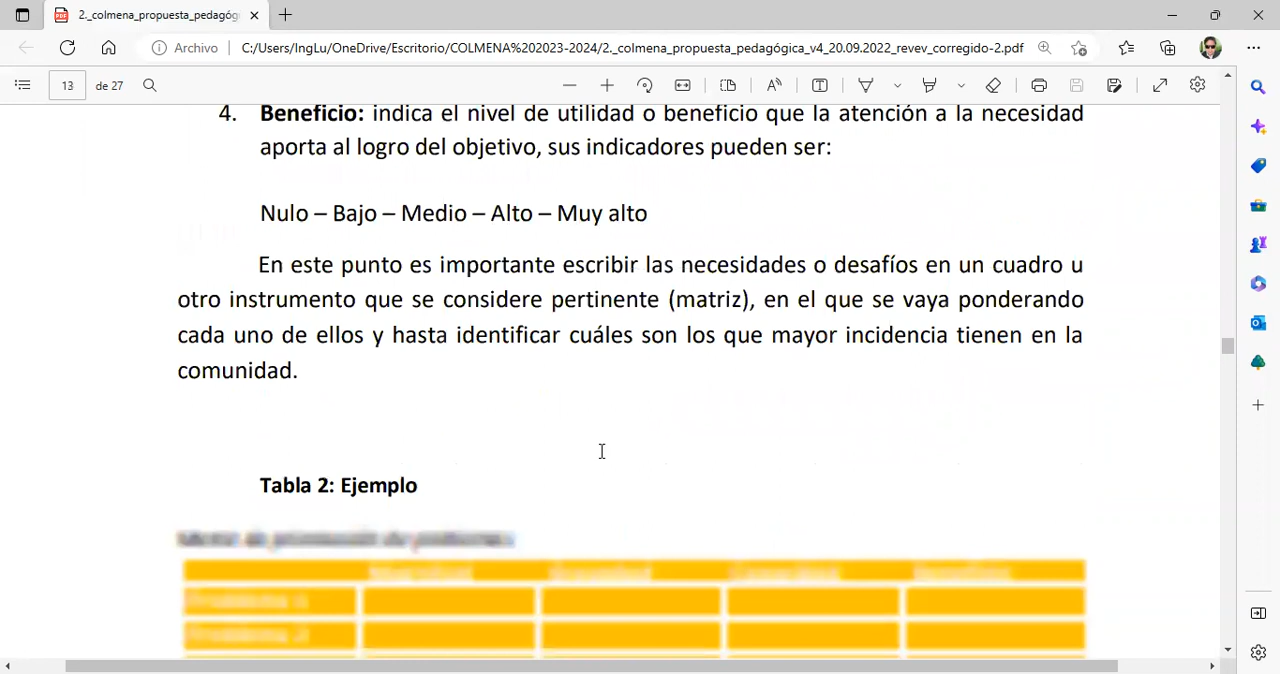 2._colmena_propuesta_pedagógi
Archivo
C:/Users/IngLu/OneDrive/Escritorio/COLMENA%202023-2024/2._colmena_propuesta_pedagógica_v4_20.09.2022_revev_corregido-2.pdf
13 de 27
4. Beneficio: indica el nivel de utilidad o beneficio que la atención a la necesidad
aporta al logro del objetivo, sus indicadores pueden ser:
Nulo – Bajo – Medio – Alto – Muy alto
En este punto es importante escribir las necesidades o desafíos en un cuadro u
otro instrumento que se considere pertinente (matriz), en el que se vaya ponderando
cada uno de ellos y hasta identificar cuáles son los que mayor incidencia tienen en la
comunidad.
Tabla 2: Ejemplo
Problema 1
Problema 2